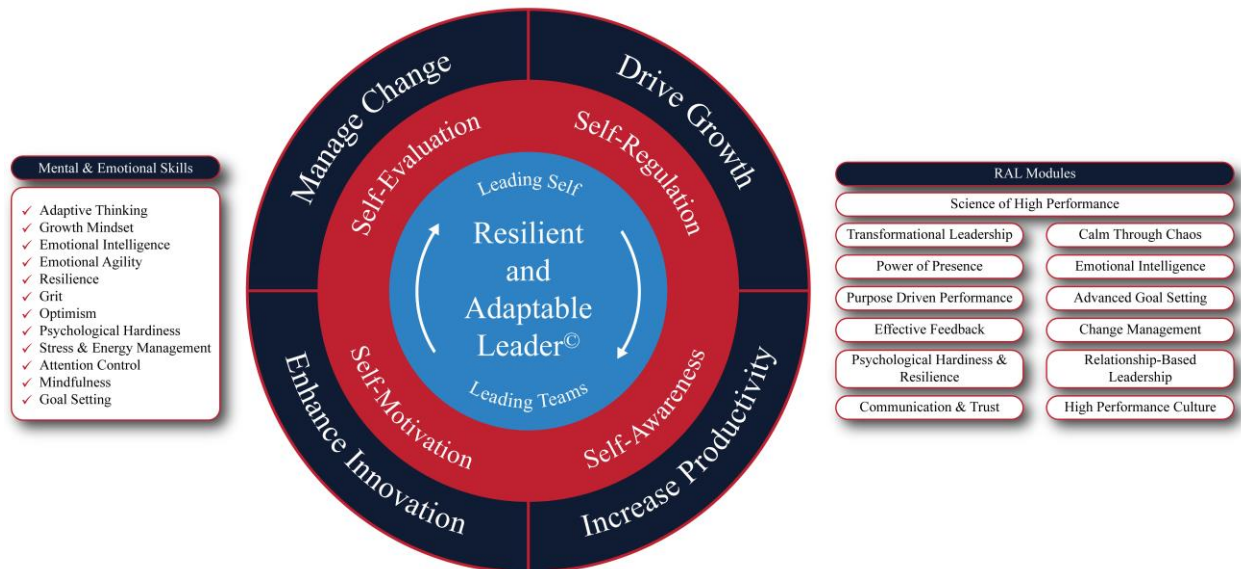 Mental & Emotional Skills
Adaptive Thinking
Growth Mindset
Emotional Intelligence
Emotional Agility
Resilience
Grit
Optimism
Psychological Hardiness
Stress & Energy Management
Attention Control
Mindfulness
Goal Setting
Manage Change
Drive Growth
Self-Evaluation
Self-Regulation
Leading Self
Resilient
and
Adaptable
Leader©
Leading Teams
Self-Motivation
Self-Awareness
Enhance Innovation
Increase Productivity
RAL Modules
Science of High Performance
Transformational Leadership
Calm Through Chaos
Power of Presence
Emotional Intelligence
Purpose Driven Performance
Advanced Goal Setting
Effective Feedback
Change Management
Psychological Hardiness &
Resilience
Relationship-Based
Leadership
Communication & Trust
High Performance Culture